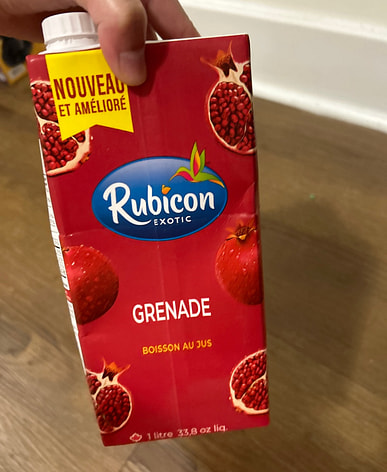 NOUVEAU
ET AMÉLIORÉ
Rubicon
EXOTIC
GRENADE
BOISSON AU JUS
1 litre 33,8 oz liq.